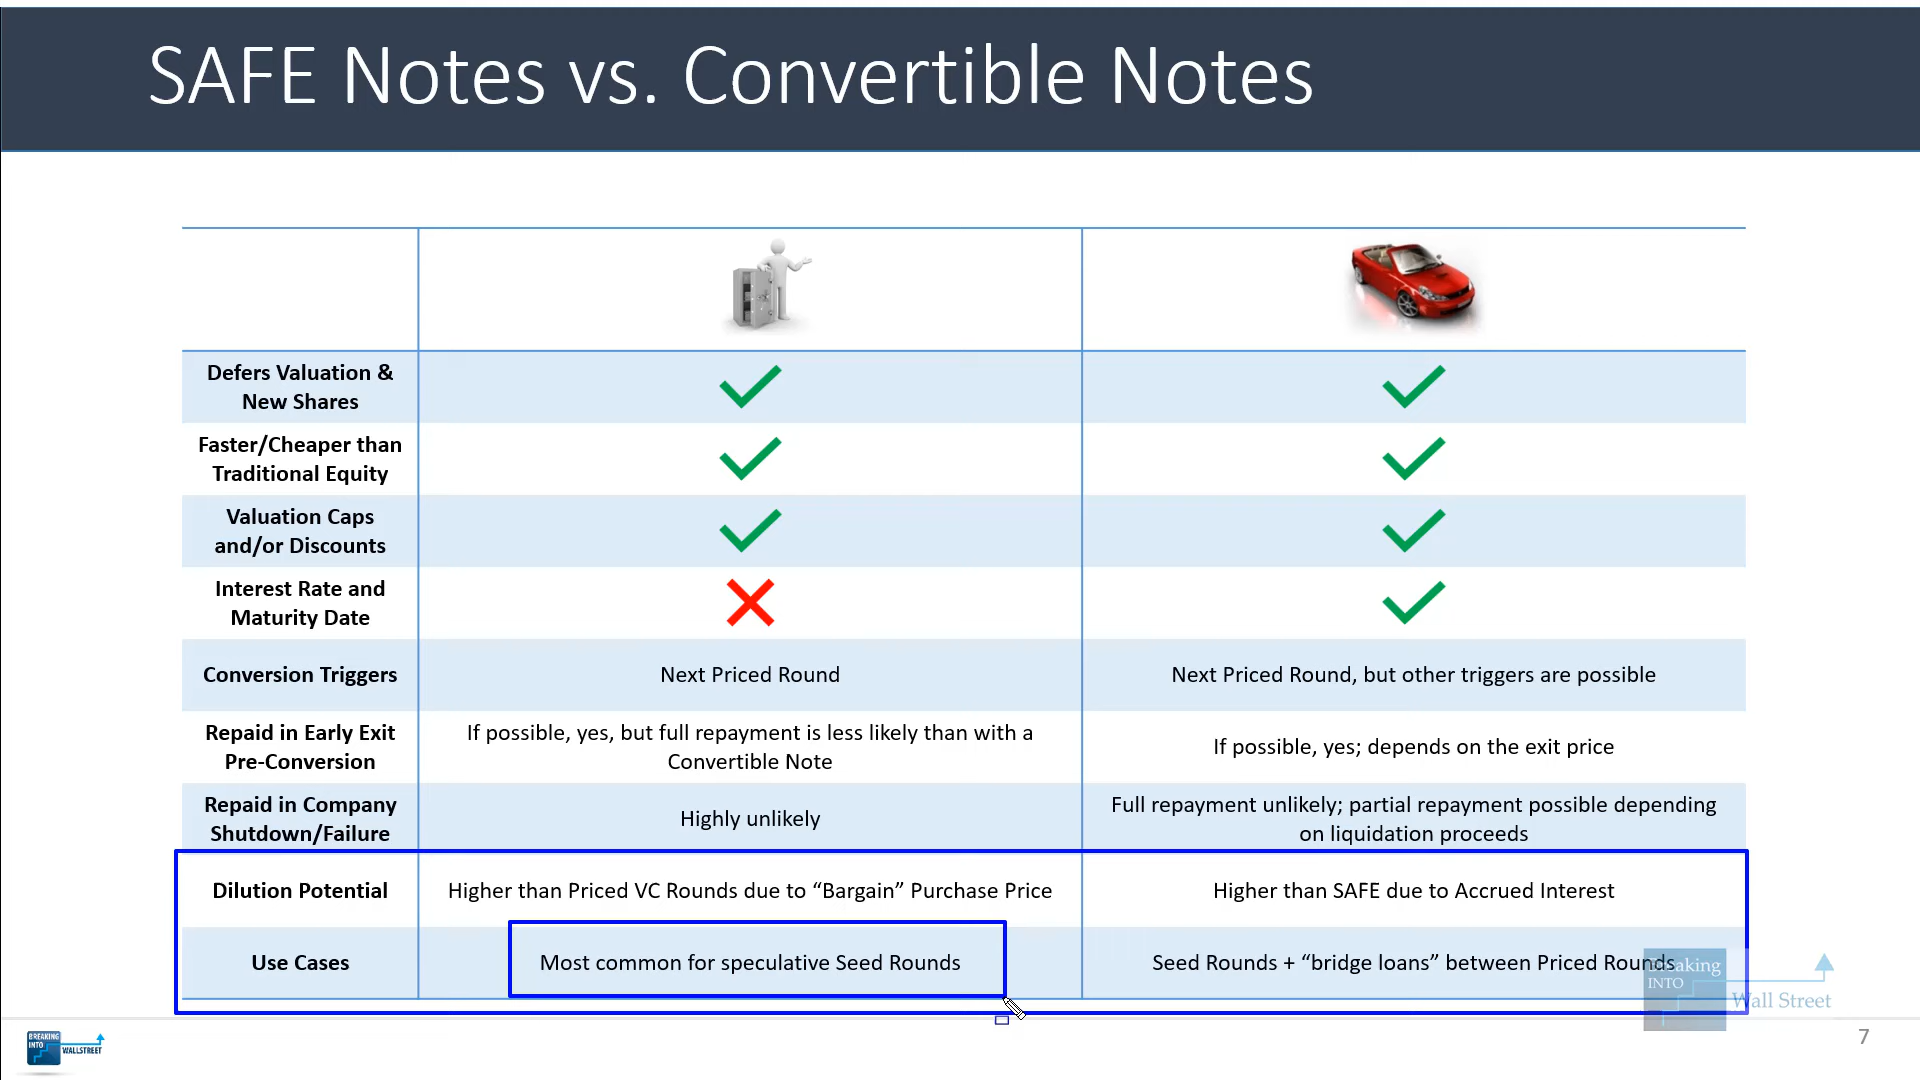 SAFE Notes vs. Convertible Notes
Defers Valuation &
New Shares
Faster/Cheaper than
Traditional Equity
Valuation Caps
and/or Discounts
Interest Rate and
Maturity Date
Conversion Triggers
Next Priced Round
Next Priced Round, but other triggers are possible
Repaid in Early Exit
Pre-Conversion
If possible, yes, but full repayment is less likely than with a
Convertible Note
If possible, yes; depends on the exit price
Repaid in Company
Shutdown/Failure
Highly unlikely
Full repayment unlikely; partial repayment possible depending
on liquidation proceeds
Dilution Potential
Higher than Priced VC Rounds due to “Bargain” Purchase Price
Higher than SAFE due to Accrued Interest
Use Cases
Most common for speculative Seed Rounds
Seed Rounds + “bridge loans” between Priced Rounds
Breaking
INTO
Wall Street
BREAKING
INTO
WALLSTREET
7